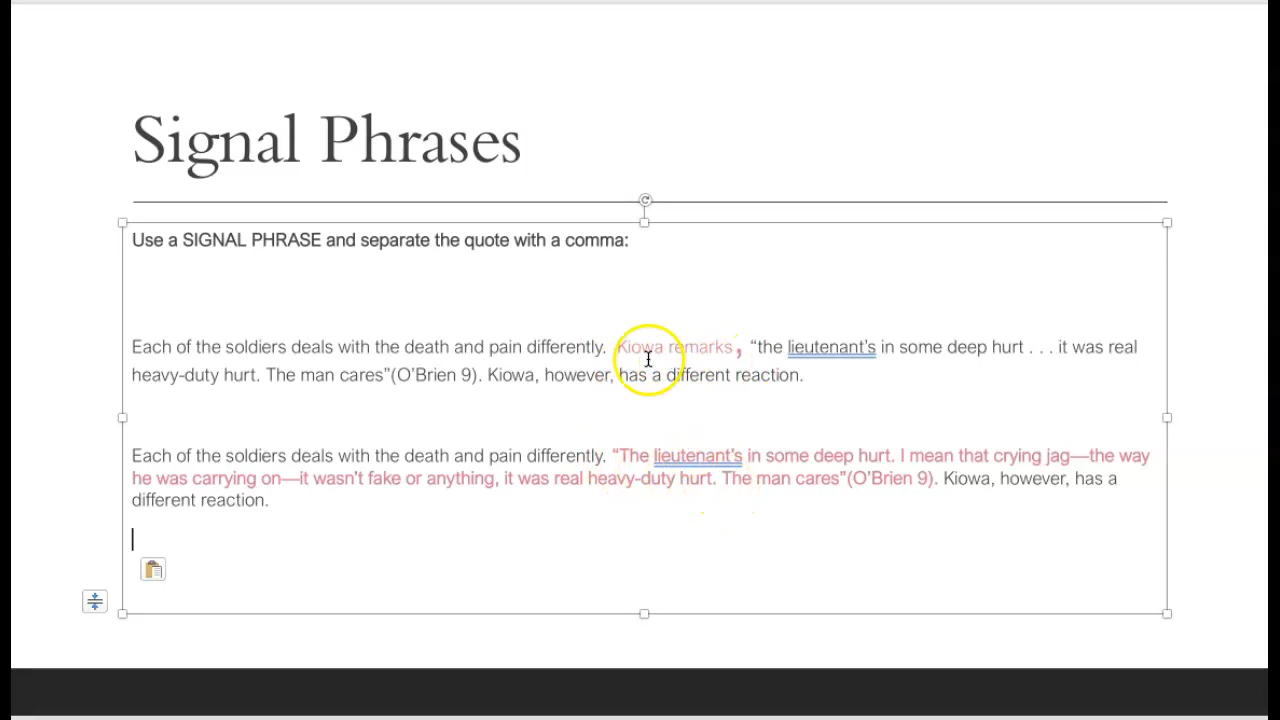 Signal Phrases
Use a SIGNAL PHRASE and separate the quote with a comma:
Each of the soldiers deals with the death and pain differently. Kiowa remarks, “the lieutenant’s in some deep hurt . . . it was real
heavy-duty hurt. The man cares”(O’Brien 9). Kiowa, however, has a different reaction.
Each of the soldiers deals with the death and pain differently. “The lieutenant’s in some deep hurt. I mean that crying jag—the way
he was carrying on—it wasn’t fake or anything, it was real heavy-duty hurt. The man cares”(O’Brien 9). Kiowa, however, has a
different reaction.